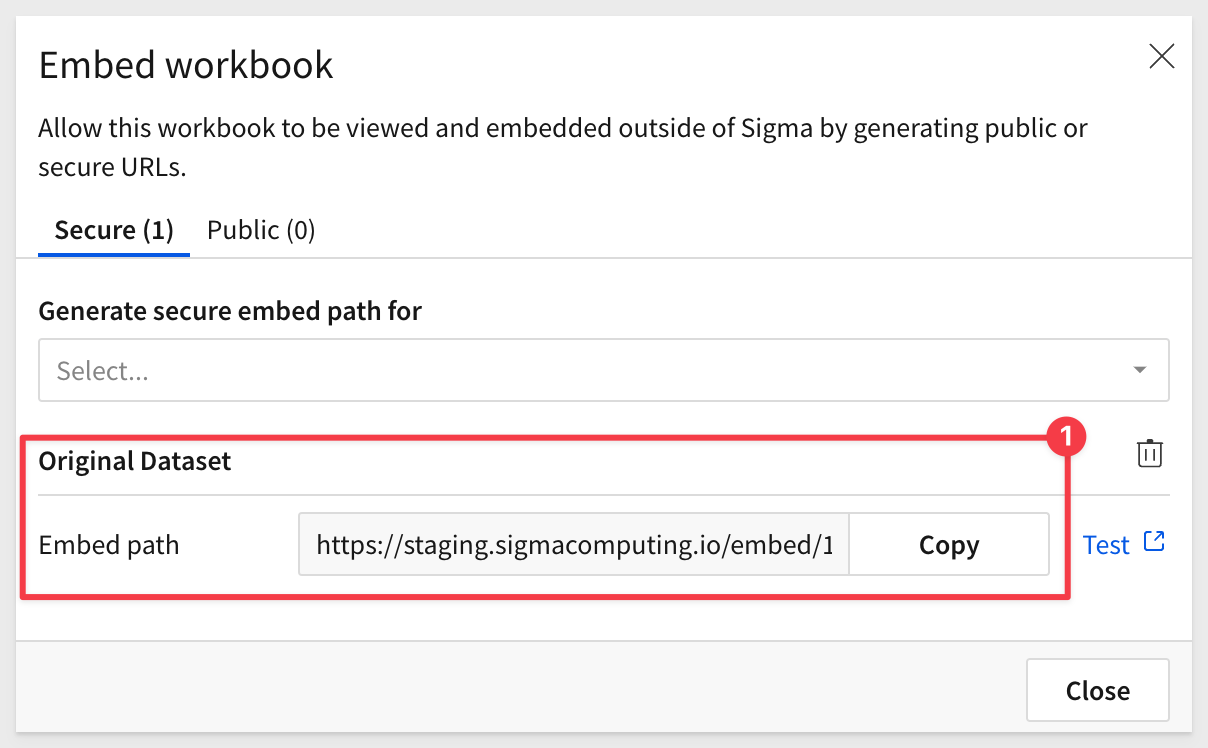 Embed workbook
Allow this workbook to be viewed and embedded outside of Sigma by generating public or
secure URLs.
Secure (1) Public (0)
Generate secure embed path for
Select...
1
Original Dataset
Embed path https://staging.sigmacomputing.io/embed/1 Copy Test
Close